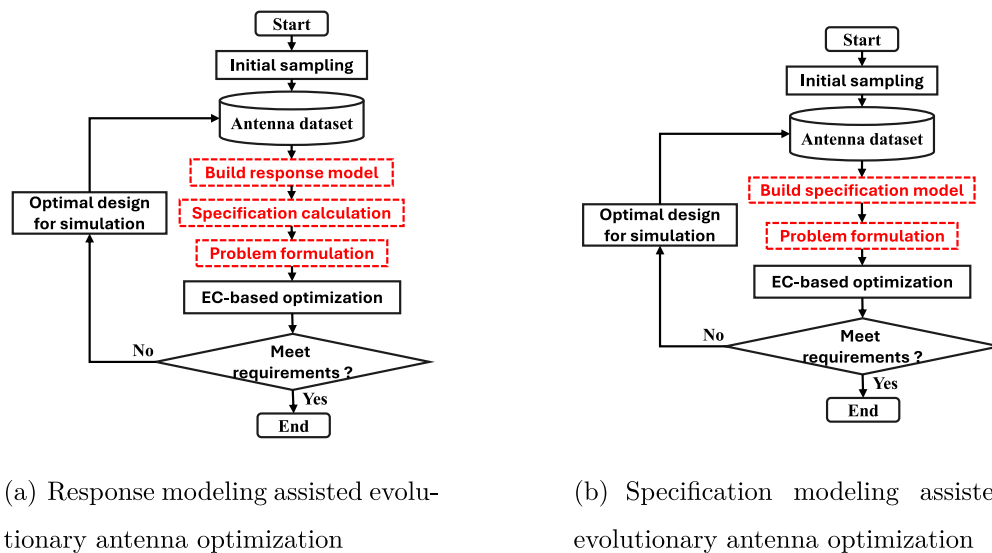 Start
Initial sampling
Antenna dataset
Build response model
Specification calculation
Problem formulation
EC-based optimization
Optimal design
for simulation
No
Meet
requirements ?
Yes
End
(a) Response modeling assisted evolu-
tionary antenna optimization
Start
Initial sampling
Antenna dataset
Build specification model
Problem formulation
EC-based optimization
Optimal design
for simulation
No
Meet
requirements ?
Yes
End
(b) Specification modeling assiste
evolutionary antenna optimization